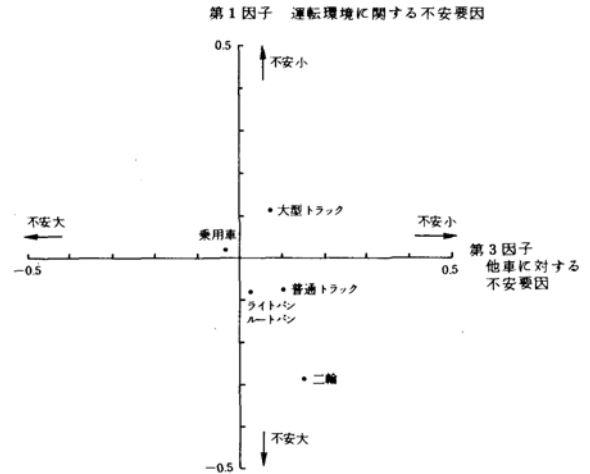 第1因子 運転環境に関する不安要因
0.5
不安小
大型トラック
不安大
不安小
乗用車
第3因子
他車に対する
不安要因
-0.5
0.5
普通トラック
ライトバン
ルートバン
二輪
不安大
-0.5